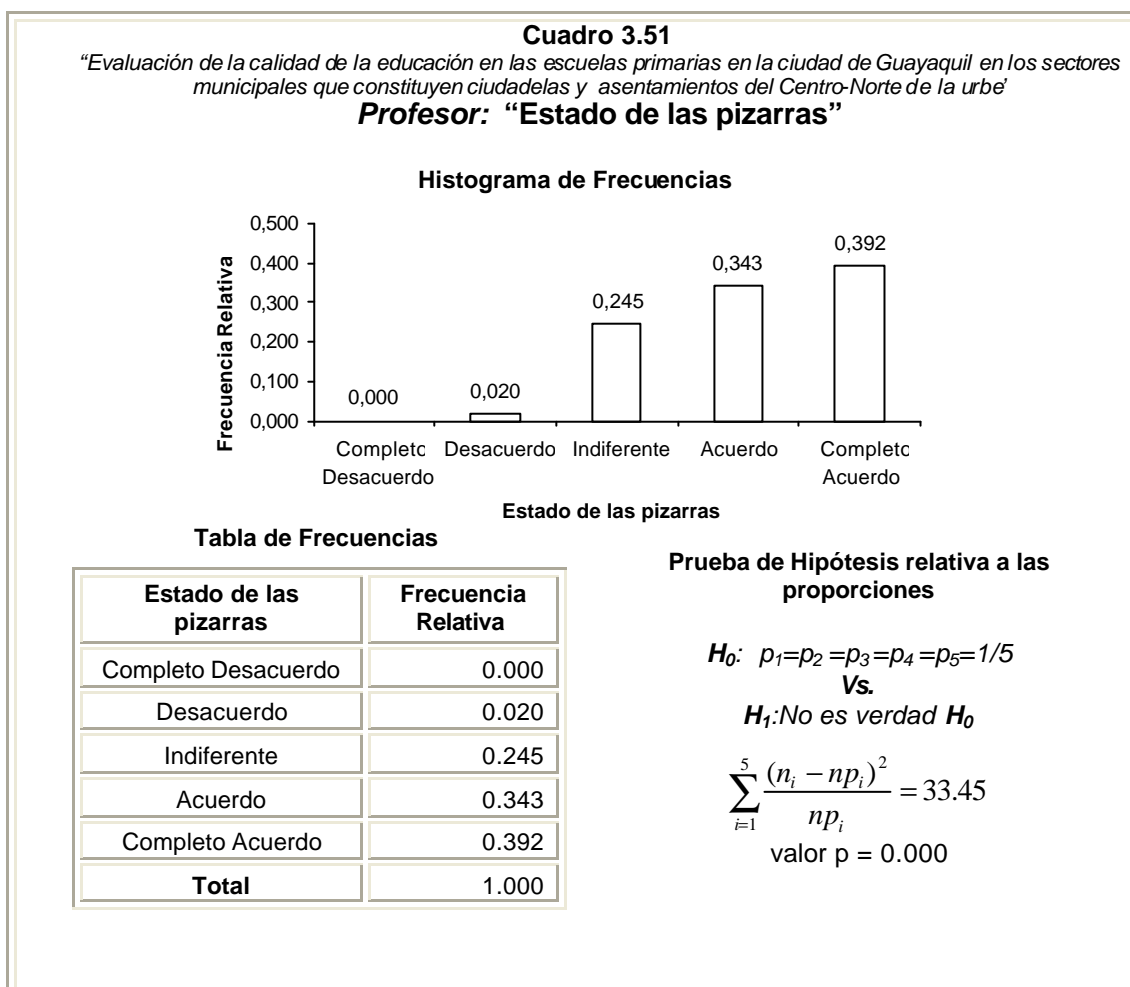 Cuadro 3.51
“Evaluación de la calidad de la educación en las escuelas primarias en la ciudad de Guayaquil en los sectores
municipales que constituyen ciudadelas y asentamientos del Centro-Norte de la urbe’
Profesor: “Estado de las pizarras”
Histograma de Frecuencias
Frecuencia Relativa
0,500
0,400
0,300
0,200
0,100
0,000
0,000
0,020
0,245
0,343
0,392
Completo Desacuerdo Indiferente Acuerdo Completo
Desacuerdo Acuerdo
Estado de las pizarras
Tabla de Frecuencias
Estado de las Frecuencia
pizarras Relativa
Completo Desacuerdo 0.000
Desacuerdo 0.020
Indiferente 0.245
Acuerdo 0.343
Completo Acuerdo 0.392
Total 1.000
Prueba de Hipótesis relativa a las
proporciones
H₀: p₁=p₂=p₃=p₄=p₅=1/5
Vs.
H₁:No es verdad H₀
∑ᵢ₌₁⁵ (nᵢ − npᵢ)² / npᵢ = 33.45
valor p = 0.000